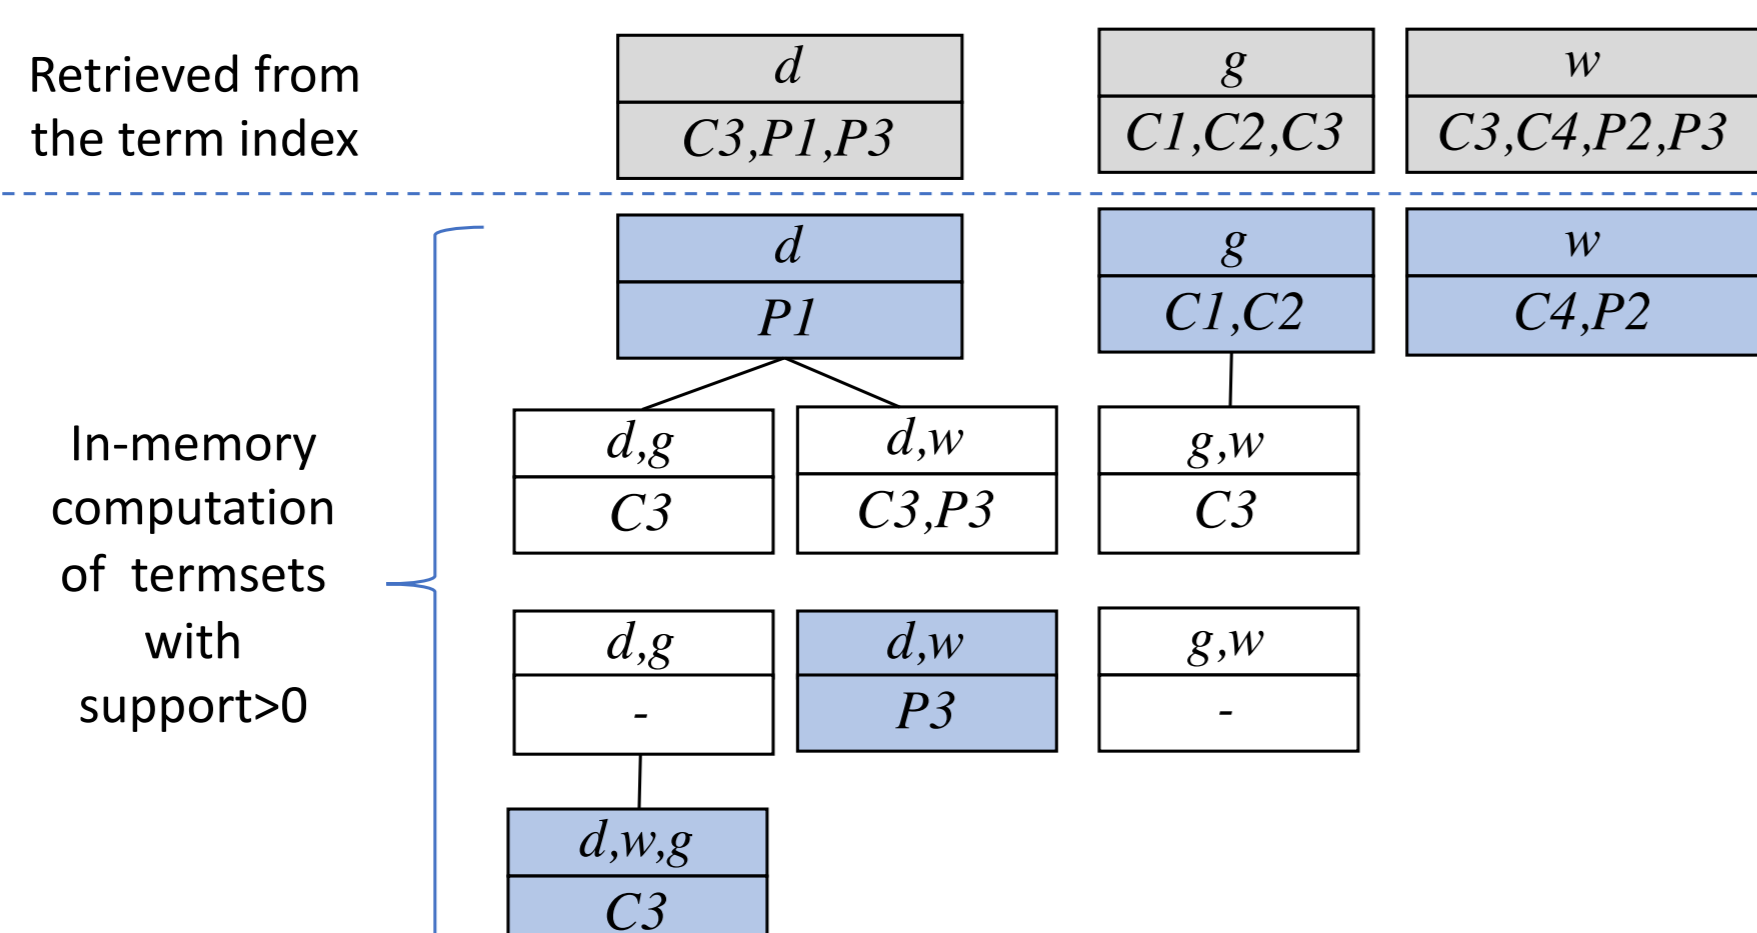 Retrieved from
the term index
d
C3,P1,P3
g
C1,C2,C3
w
C3,C4,P2,P3
In-memory
computation
of termsets
with
support>0
d
P1
g
C1,C2
w
C4,P2
d,g
C3
d,w
C3,P3
g,w
C3
d,g
-
d,w
P3
g,w
-
d,w,g
C3